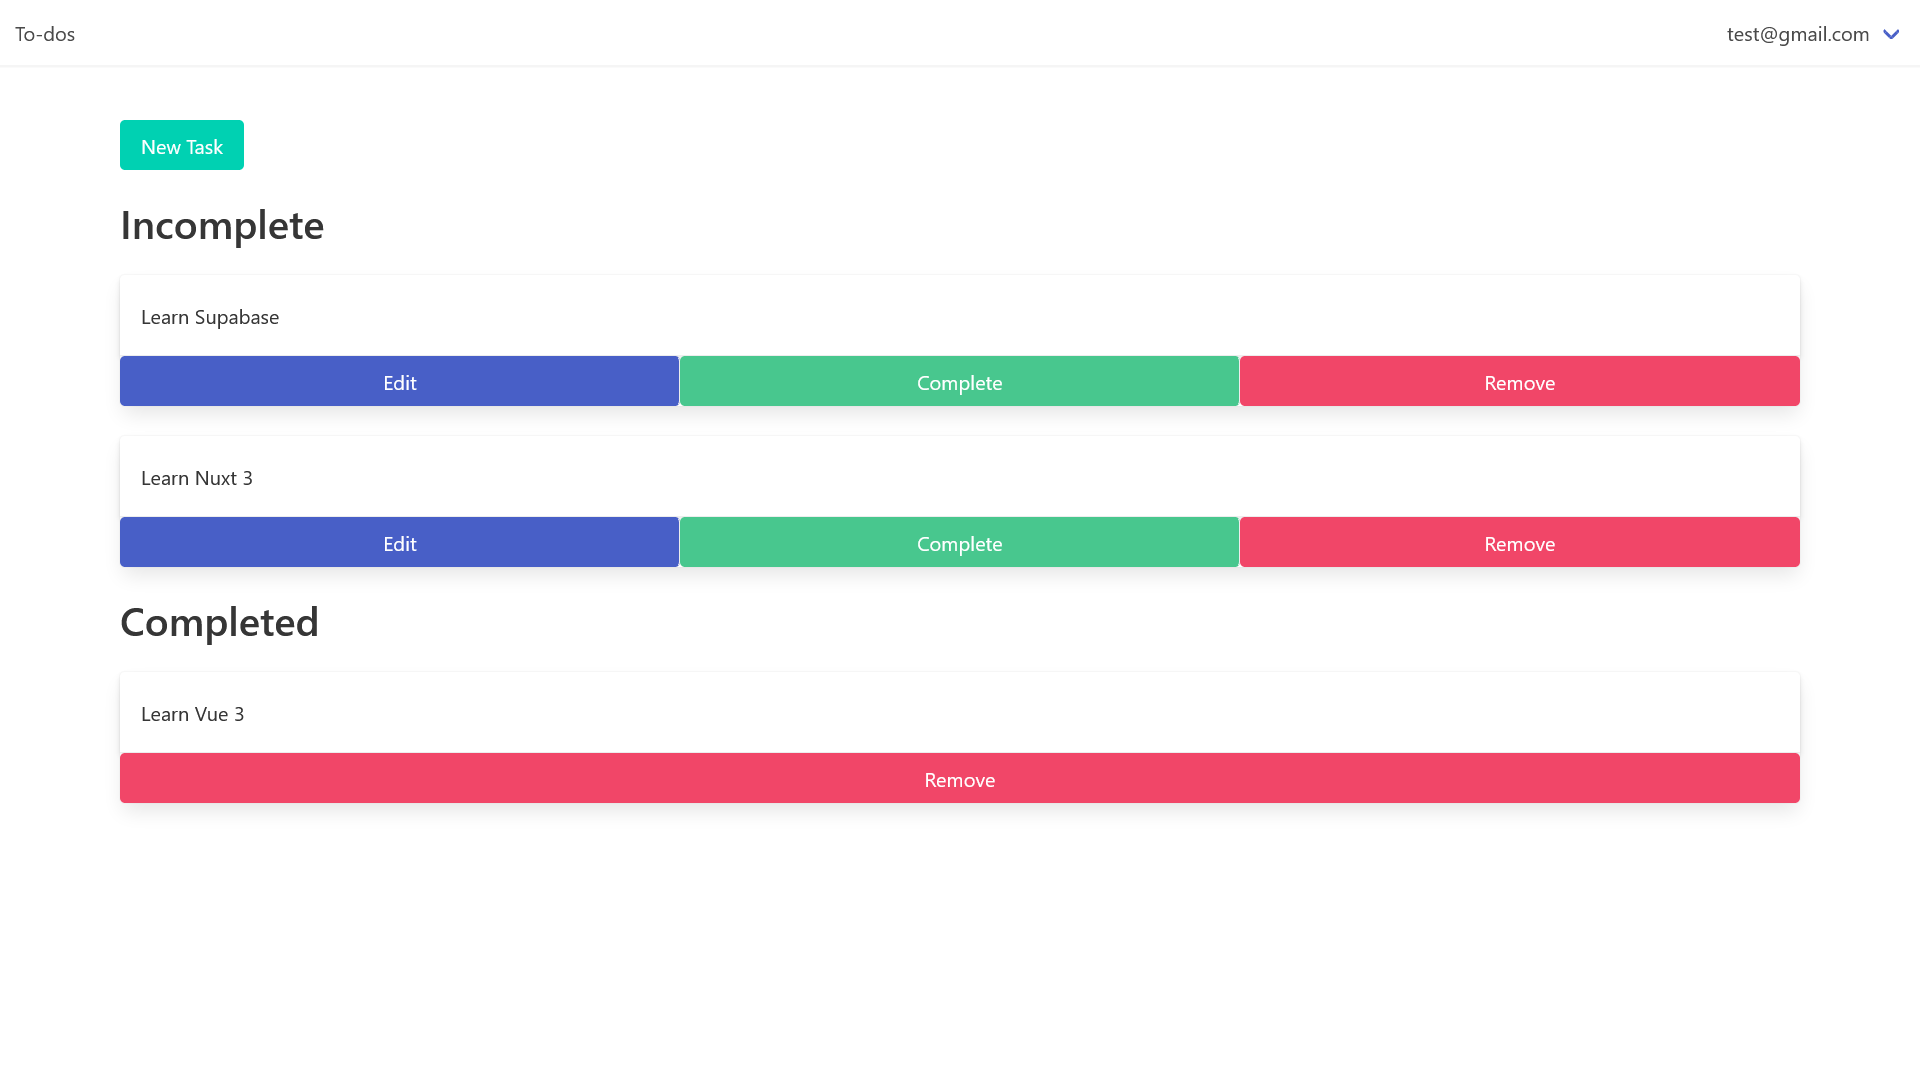 To-dos
test@gmail.com
New Task
Incomplete
Learn Supabase
Edit Complete Remove
Learn Nuxt 3
Edit Complete Remove
Completed
Learn Vue 3
Remove